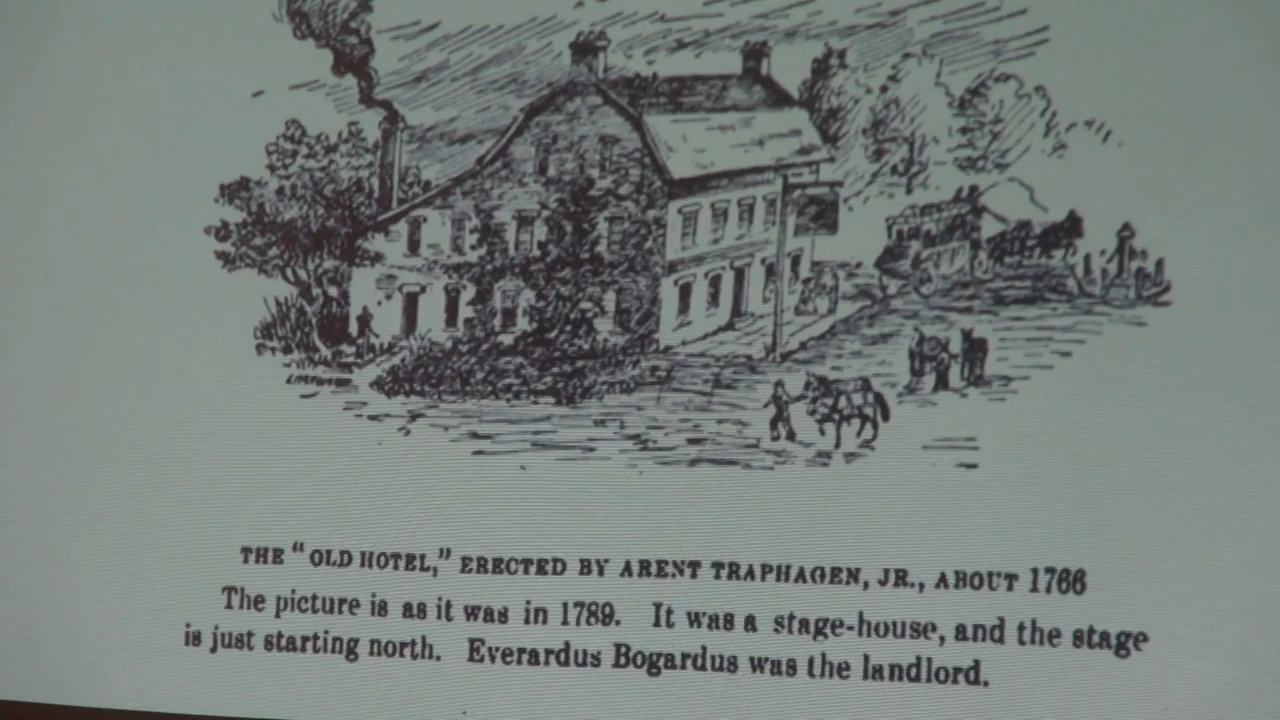 THE "OLD HOTEL," ERECTED BY ARENT TRAPHAGEN, JR., ABOUT 1766
The picture is as it was in 1789. It was a stage-house, and the stage
is just starting north. Everardus Bogardus was the landlord.